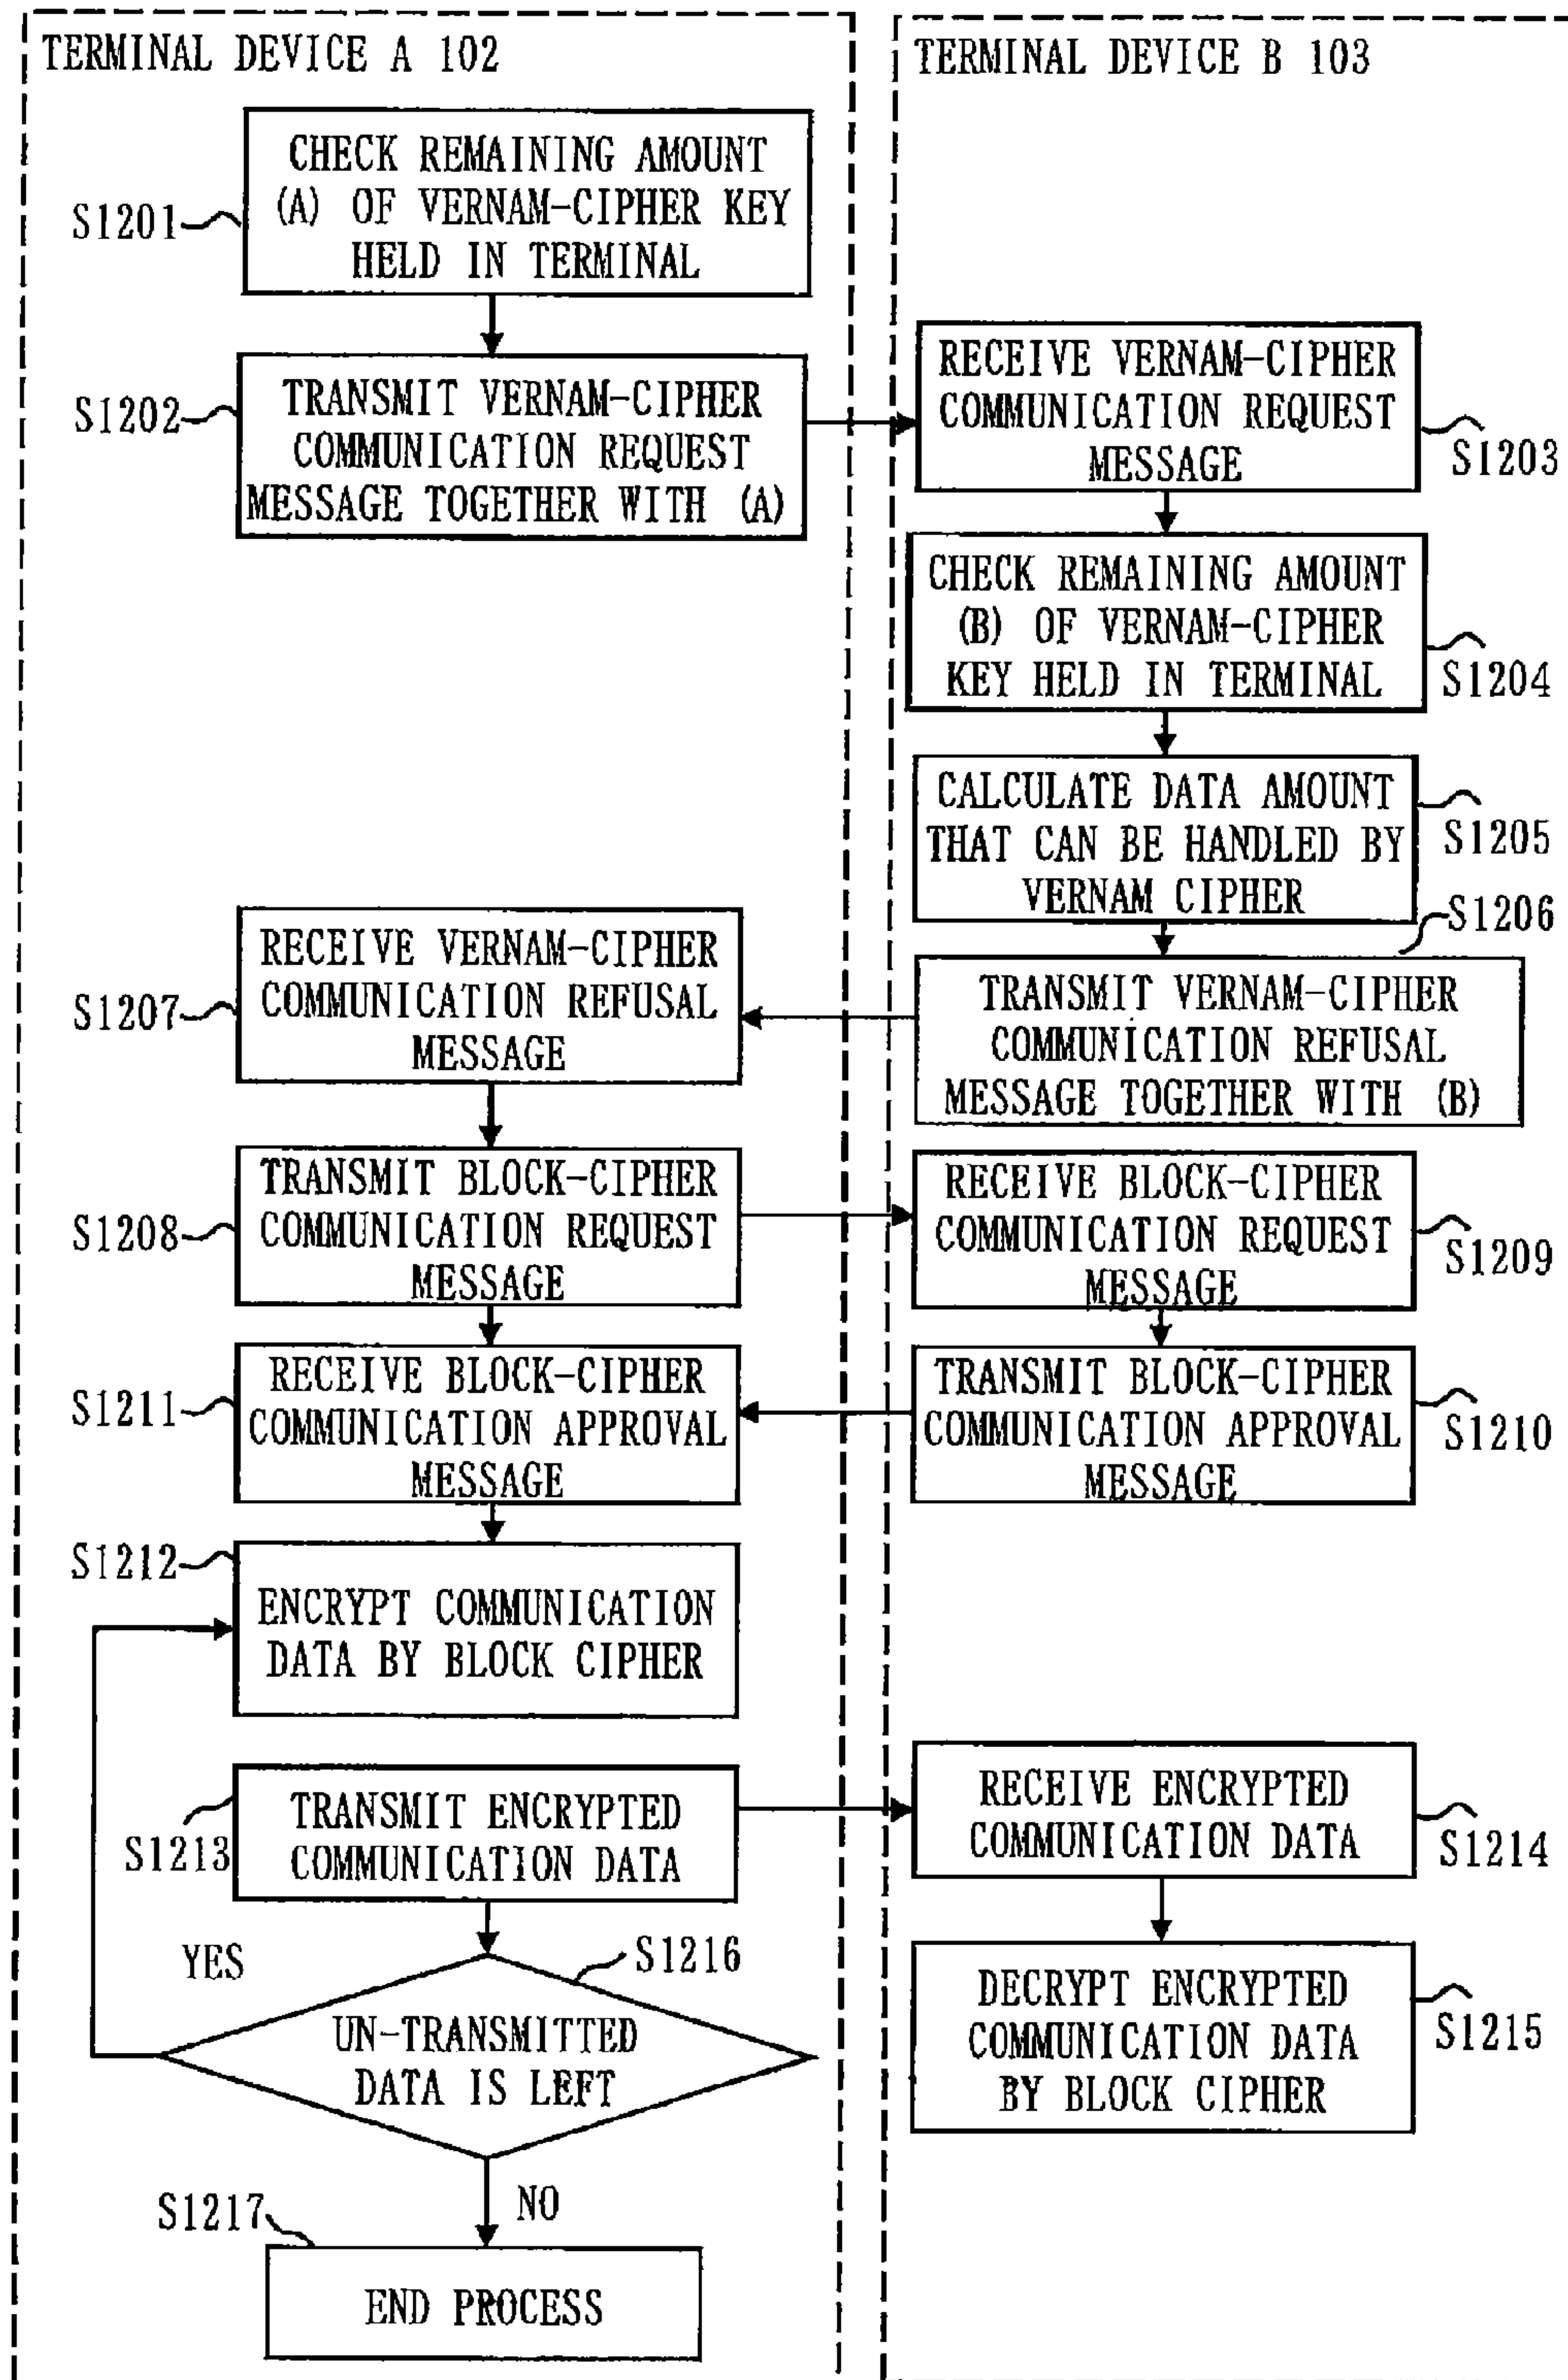 TERMINAL DEVICE A 102
TERMINAL DEVICE B 103
CHECK REMAINING AMOUNT
(A) OF VERNAM-CIPHER KEY
HELD IN TERMINAL
S1201
TRANSMIT VERNAM-CIPHER
COMMUNICATION REQUEST
MESSAGE TOGETHER WITH (A)
S1202
RECEIVE VERNAM-CIPHER
COMMUNICATION REQUEST
MESSAGE
S1203
CHECK REMAINING AMOUNT
(B) OF VERNAM-CIPHER
KEY HELD IN TERMINAL
S1204
CALCULATE DATA AMOUNT
THAT CAN BE HANDLED BY
VERNAM CIPHER
S1205
S1206
TRANSMIT VERNAM-CIPHER
COMMUNICATION REFUSAL
MESSAGE TOGETHER WITH (B)
RECEIVE VERNAM-CIPHER
COMMUNICATION REFUSAL
MESSAGE
S1207
TRANSMIT BLOCK-CIPHER
COMMUNICATION REQUEST
MESSAGE
S1208
RECEIVE BLOCK-CIPHER
COMMUNICATION REQUEST
MESSAGE
S1209
TRANSMIT BLOCK-CIPHER
COMMUNICATION APPROVAL
MESSAGE
S1210
RECEIVE BLOCK-CIPHER
COMMUNICATION APPROVAL
MESSAGE
S1211
S1212
ENCRYPT COMMUNICATION
DATA BY BLOCK CIPHER
TRANSMIT ENCRYPTED
COMMUNICATION DATA
S1213
RECEIVE ENCRYPTED
COMMUNICATION DATA
S1214
DECRYPT ENCRYPTED
COMMUNICATION DATA
BY BLOCK CIPHER
S1215
YES
S1216
UN-TRANSMITTED
DATA IS LEFT
NO
S1217
END PROCESS